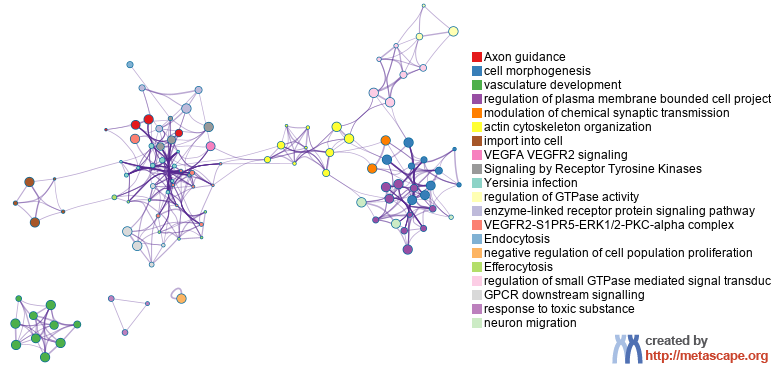 Axon guidance
cell morphogenesis
vasculature development
regulation of plasma membrane bounded cell project
modulation of chemical synaptic transmission
actin cytoskeleton organization
import into cell
VEGFA VEGFR2 signaling
Signaling by Receptor Tyrosine Kinases
Yersinia infection
regulation of GTPase activity
enzyme-linked receptor protein signaling pathway
VEGFR2-S1PR5-ERK1/2-PKC-alpha complex
Endocytosis
negative regulation of cell population proliferation
Efferocytosis
regulation of small GTPase mediated signal transduc
GPCR downstream signalling
response to toxic substance
neuron migration
created by
http://metascape.org